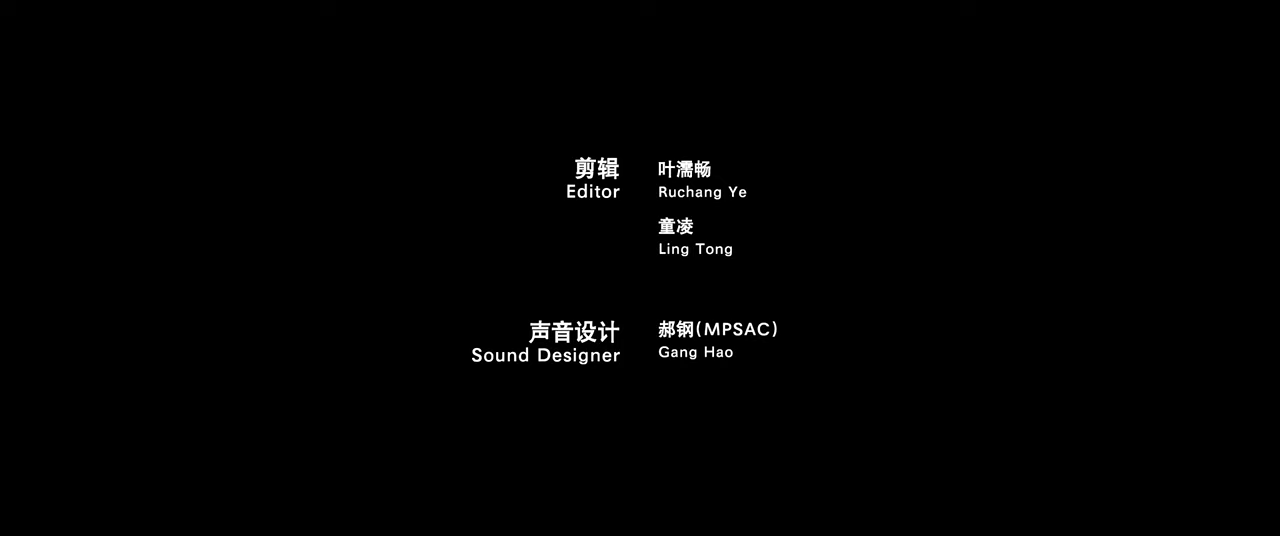 剪辑 叶濡畅
Editor Ruchang Ye
童凌
Ling Tong
声音设计 郝钢(MPSAC)
Sound Designer Gang Hao